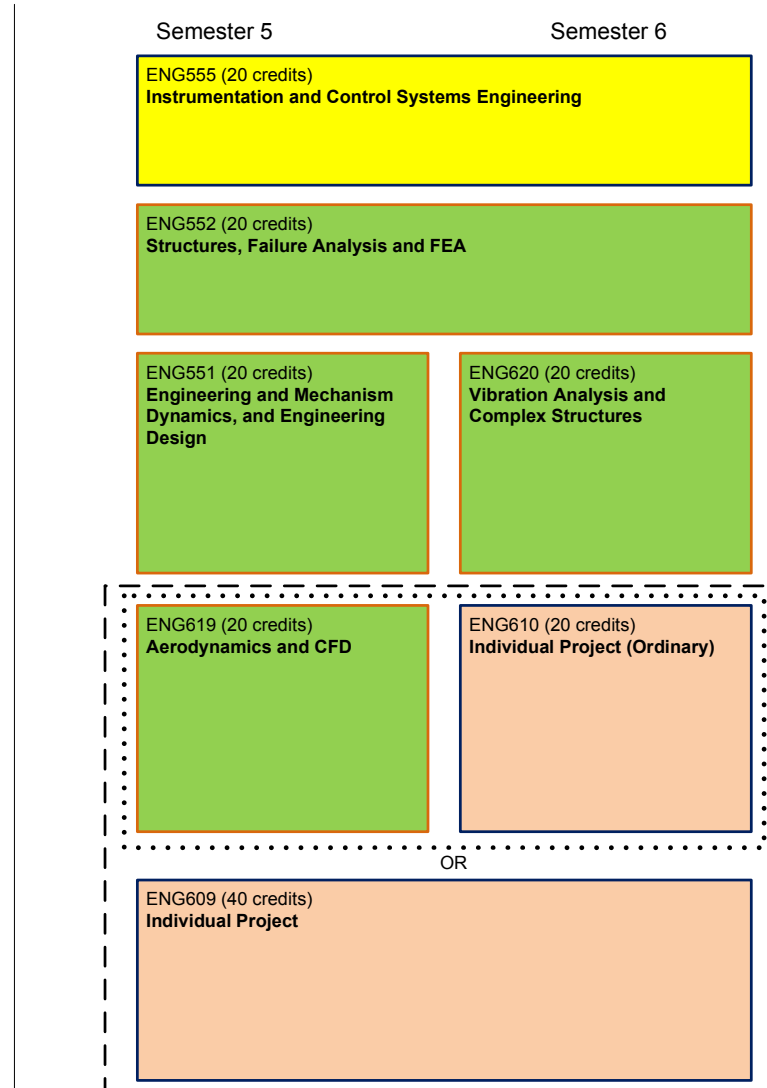 Semester 5
Semester 6
ENG555 (20 credits)
Instrumentation and Control Systems Engineering
ENG552 (20 credits)
Structures, Failure Analysis and FEA
ENG551 (20 credits)
Engineering and Mechanism
Dynamics, and Engineering
Design
ENG620 (20 credits)
Vibration Analysis and
Complex Structures
ENG619 (20 credits)
Aerodynamics and CFD
ENG610 (20 credits)
Individual Project (Ordinary)
OR
ENG609 (40 credits)
Individual Project